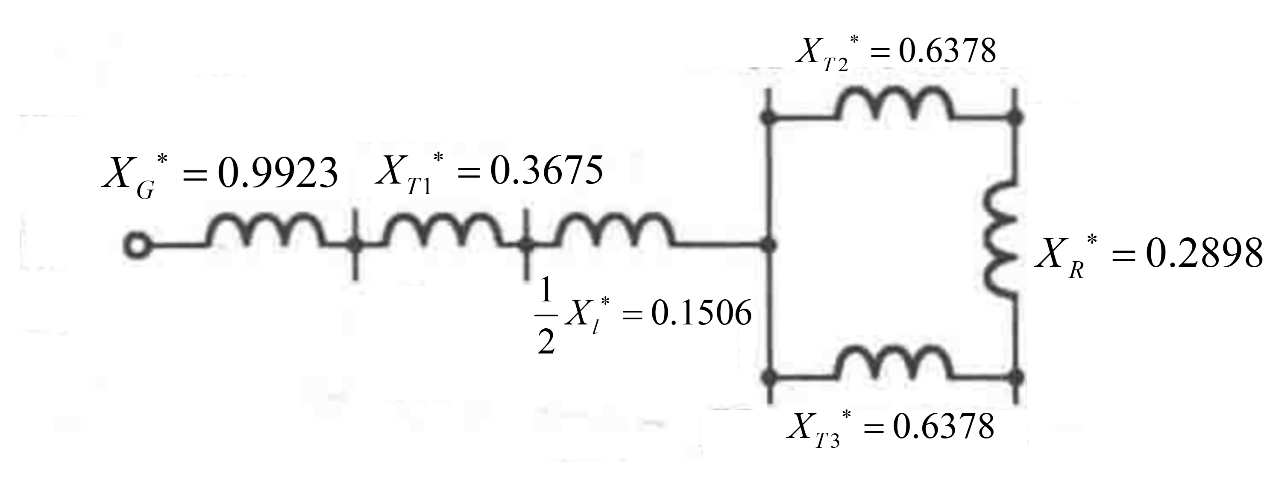 X_{T2}^* = 0.6378
X_G^* = 0.9923
X_{T1}^* = 0.3675
X_R^* = 0.2898
\frac{1}{2} X_l^* = 0.1506
X_{T3}^* = 0.6378